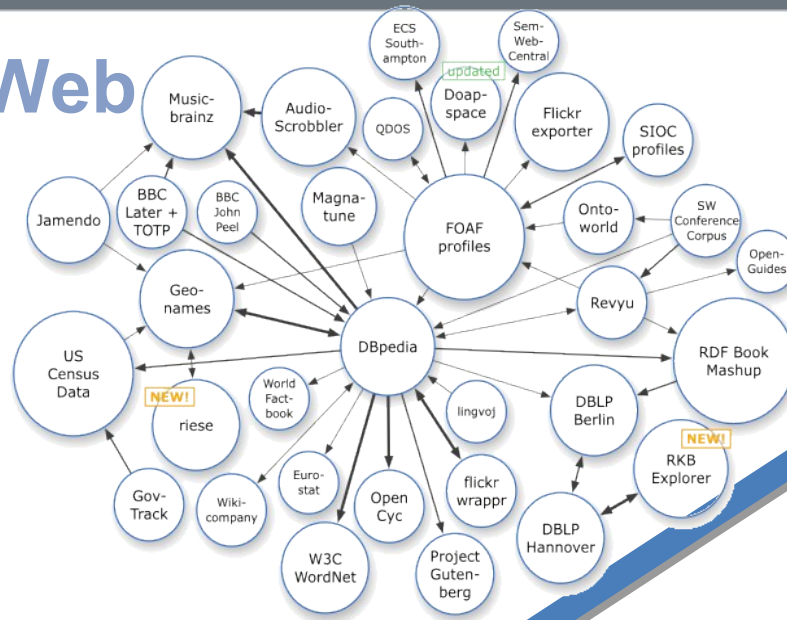 Web
ECS
South-
ampton
Sem-
Web-
Central
updated
Doap-
space
Music-
brainz
Audio-
Scrobbler
QDOS
Flickr
exporter
SIOC
profiles
Jamendo
BBC
Later +
TOTP
BBC
John
Peel
Magna-
tune
FOAF
profiles
Onto-
world
SW
Conference
Corpus
Open-
Guides
Geo-
names
DBpedia
Revyu
US
Census
Data
RDF Book
Mashup
NEW!
riese
World
Fact-
book
lingvoj
DBLP
Berlin
NEW!
RKB
Explorer
Gov-
Track
Wiki-
company
Euro-
stat
Open
Cyc
flickr
wrappr
W3C
WordNet
Project
Guten-
berg
DBLP
Hannover